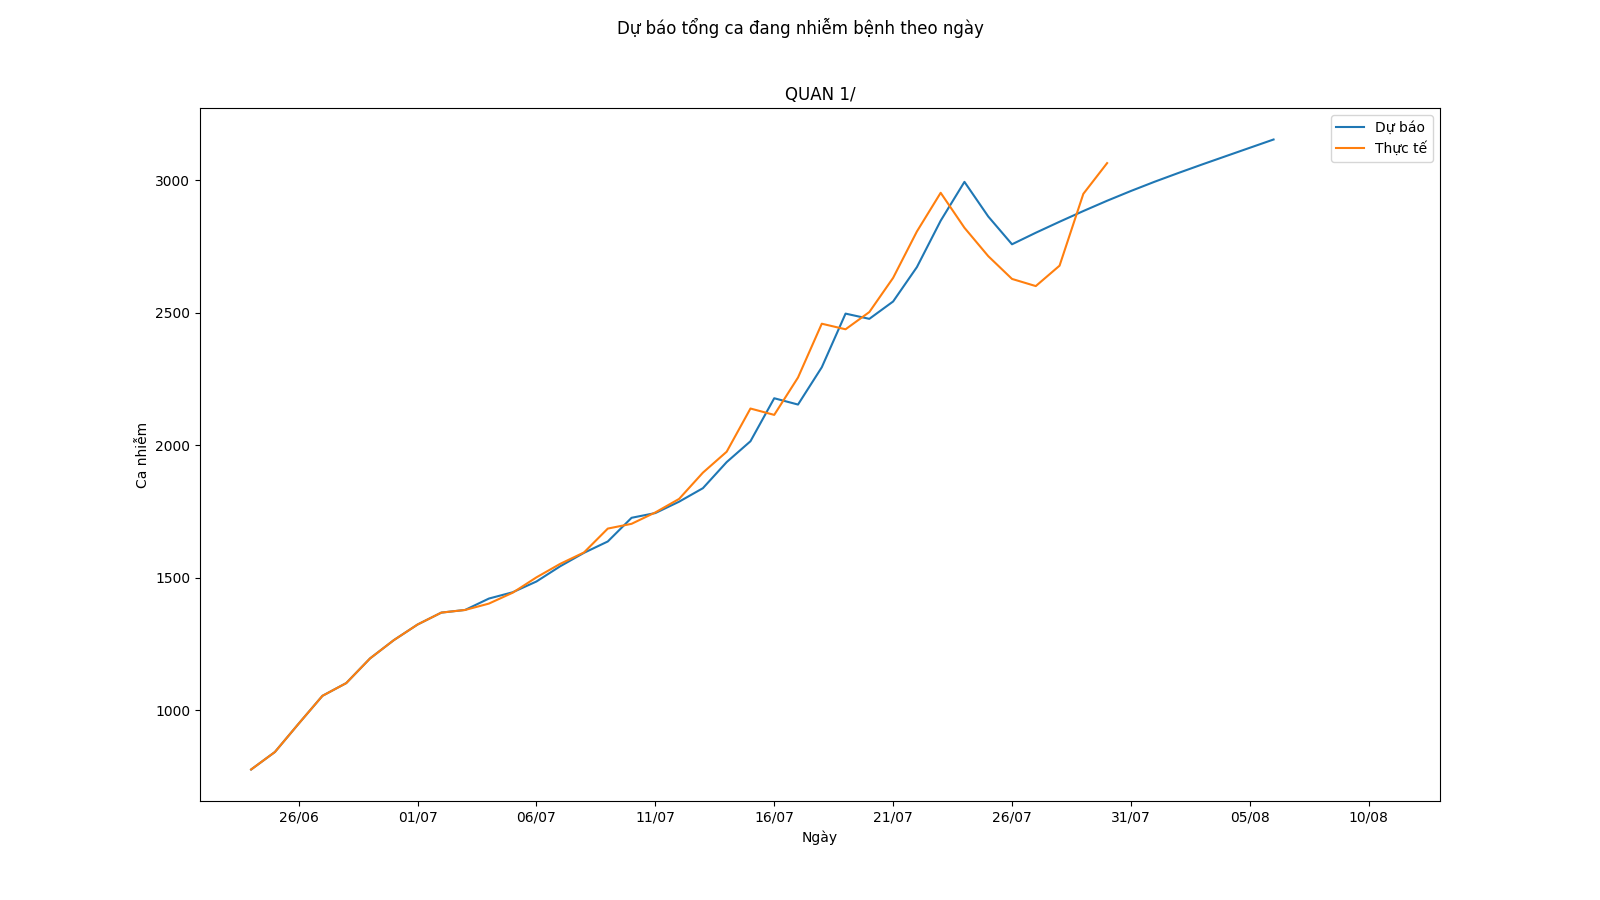 Dự báo tổng ca đang nhiễm bệnh theo ngày
QUAN 1/
Dự báo
Thực tế
3000
2500
2000
1500
1000
Ca nhiễm
26/06
01/07
06/07
11/07
16/07
21/07
26/07
31/07
05/08
10/08
Ngày